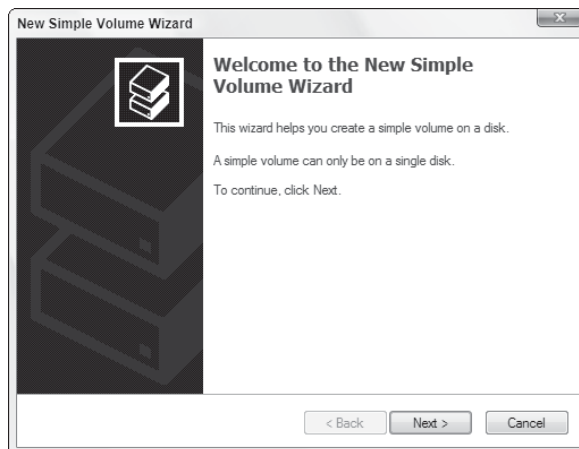 New Simple Volume Wizard
Welcome to the New Simple
Volume Wizard
This wizard helps you create a simple volume on a disk.
A simple volume can only be on a single disk.
To continue, click Next.
< Back
Next >
Cancel